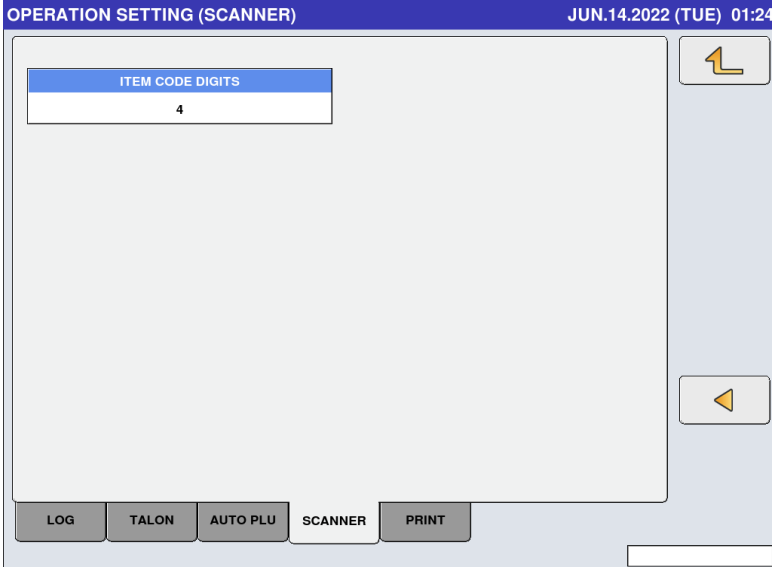 OPERATION SETTING (SCANNER) JUN.14.2022 (TUE) 01:24
ITEM CODE DIGITS
4
LOG TALON AUTO PLU SCANNER PRINT